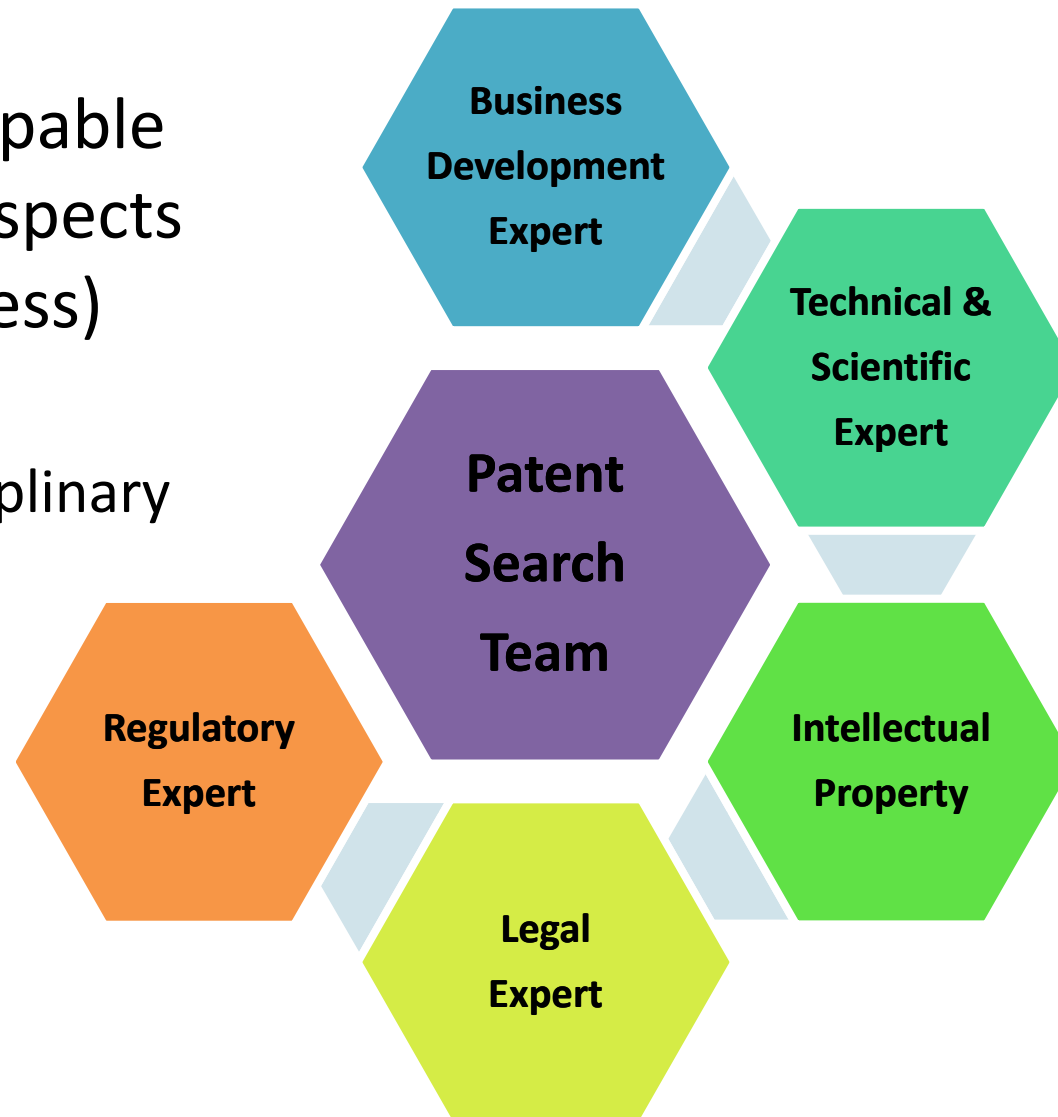 pable
spects
ess)
plinary
Business
Development
Expert
Technical &
Scientific
Expert
Patent
Search
Team
Regulatory
Expert
Intellectual
Property
Legal
Expert